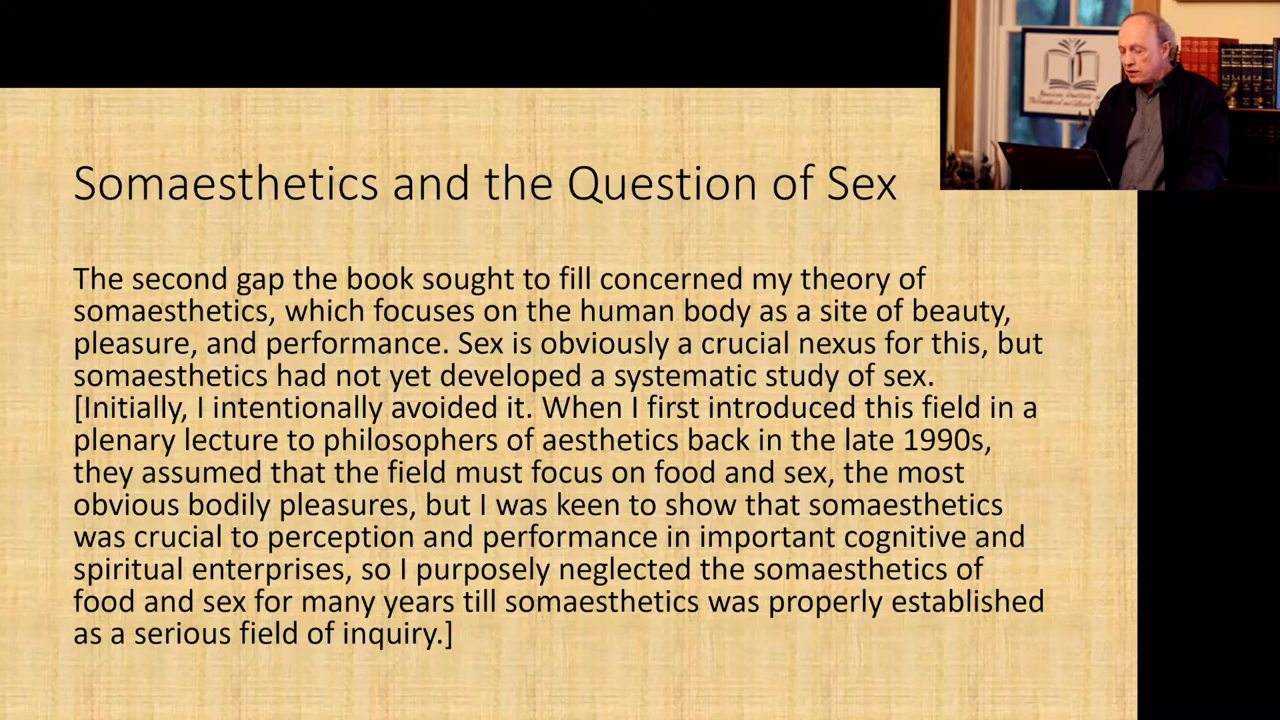 Somaesthetics and the Question of Sex
The second gap the book sought to fill concerned my theory of
somaesthetics, which focuses on the human body as a site of beauty,
pleasure, and performance. Sex is obviously a crucial nexus for this, but
somaesthetics had not yet developed a systematic study of sex.
[Initially, I intentionally avoided it. When I first introduced this field in a
plenary lecture to philosophers of aesthetics back in the late 1990s,
they assumed that the field must focus on food and sex, the most
obvious bodily pleasures, but I was keen to show that somaesthetics
was crucial to perception and performance in important cognitive and
spiritual enterprises, so I purposely neglected the somaesthetics of
food and sex for many years till somaesthetics was properly established
as a serious field of inquiry.]